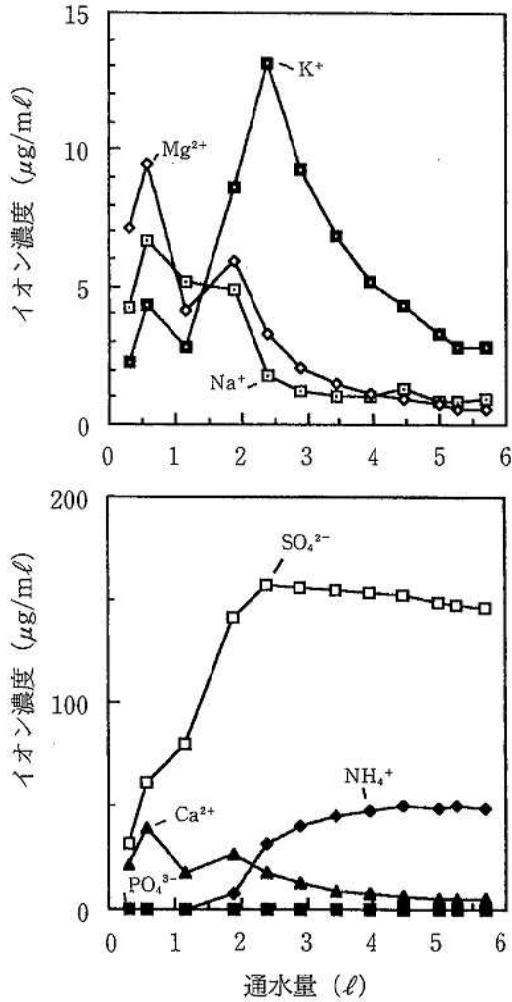 イオン濃度 (μg/mℓ)
15
10
5
0
K⁺
Mg²⁺
Na⁺
0 1 2 3 4 5 6
イオン濃度 (μg/mℓ)
200
100
0
SO₄²⁻
NH₄⁺
Ca²⁺
PO₄³⁻
0 1 2 3 4 5 6
通水量 (ℓ)